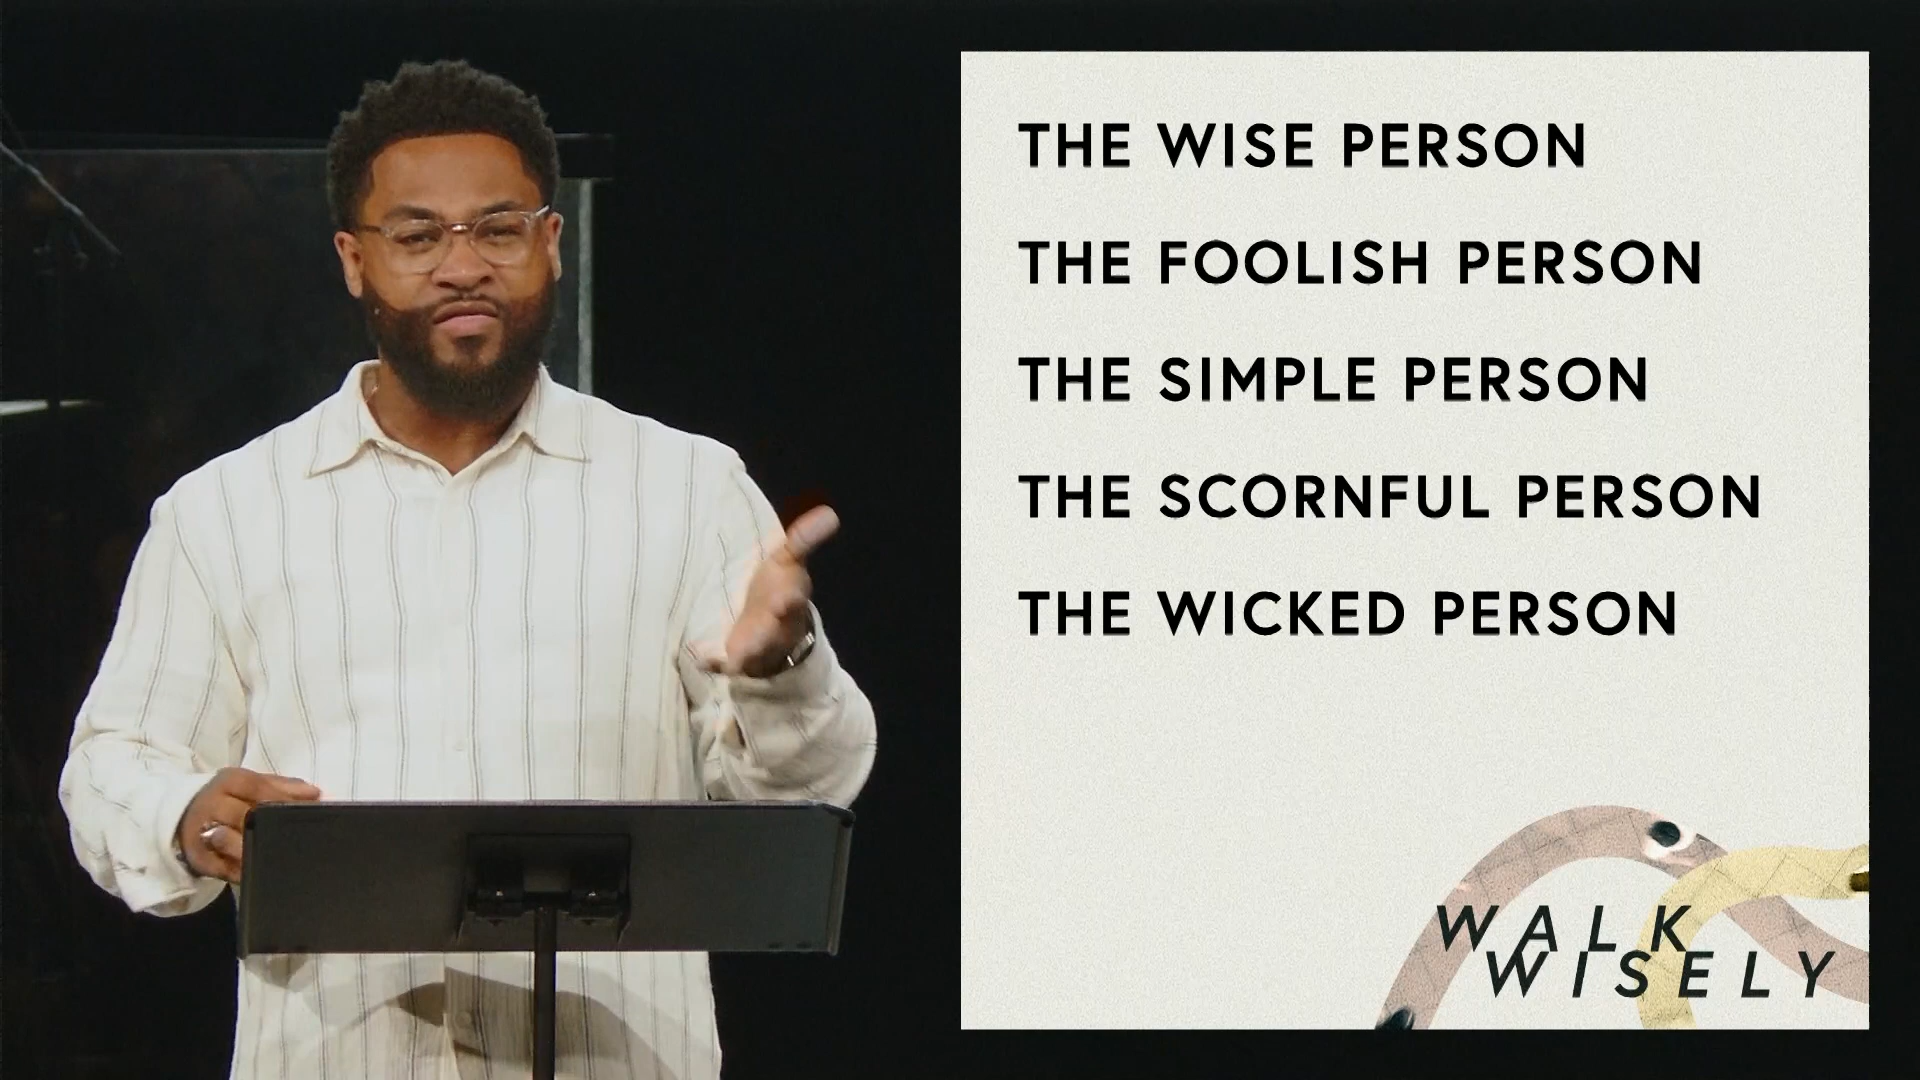 THE WISE PERSON
THE FOOLISH PERSON
THE SIMPLE PERSON
THE SCORNFUL PERSON
THE WICKED PERSON
WALK
WISELY